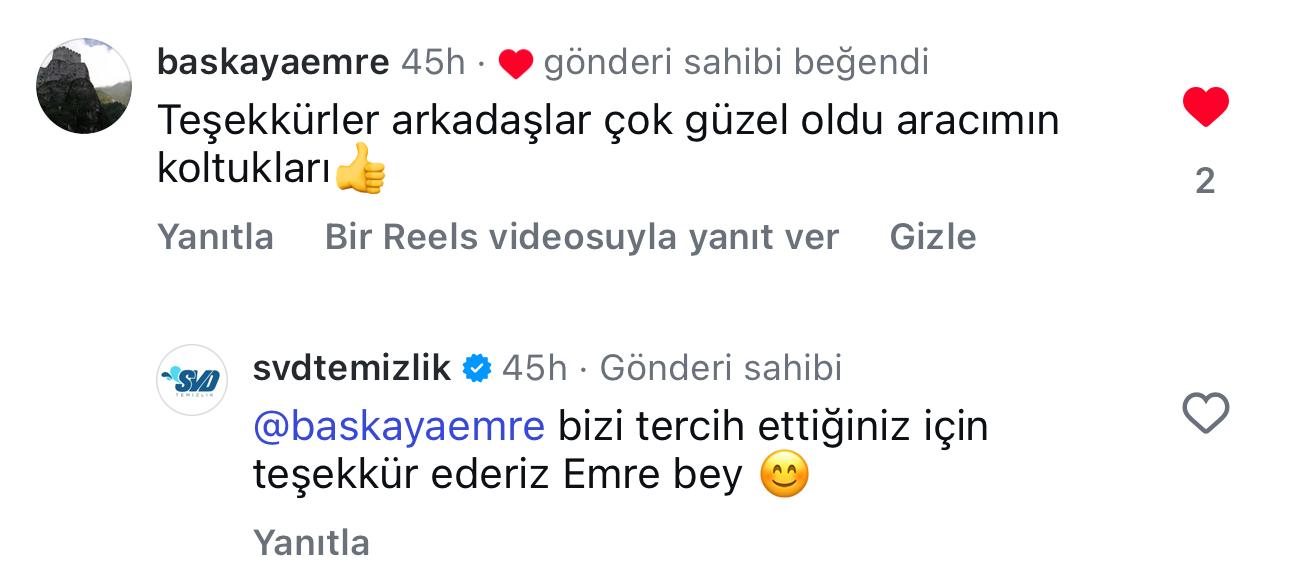 baskayaemre 45h · ❤️ gönderi sahibi beğendi
Teşekkürler arkadaşlar çok güzel oldu aracımın
koltukları👍
2
Yanıtla Bir Reels videosuyla yanıt ver Gizle
SVD
TEMİZLİK
svdtemizlik 45h · Gönderi sahibi
@baskayaemre bizi tercih ettiğiniz için
teşekkür ederiz Emre bey 😊
Yanıtla